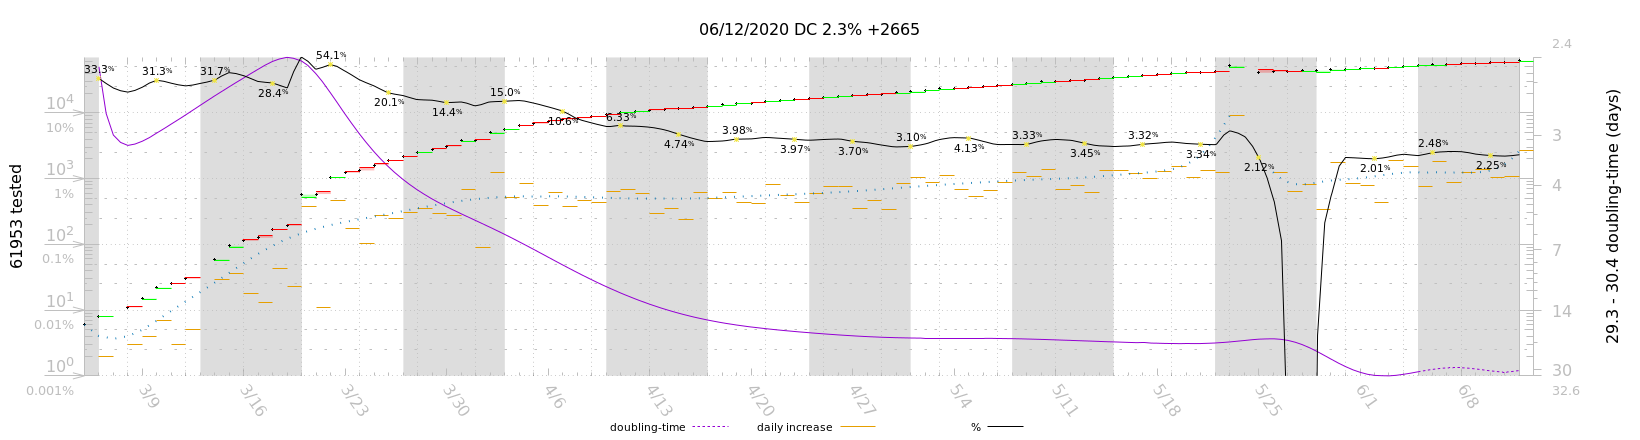 06/12/2020 DC 2.3% +2665
2.4
54.1%
33.3% 31.3% 31.7%
28.4% 20.1% 14.4% 15.0%
10⁴
10% 10.6% 6.33% 4.74% 3.98% 3.97% 3.70% 3.10% 4.13% 3.33% 3.45% 3.32% 3.34% 2.12% 2.01% 2.48% 2.25% 3
10³
1% 4
10²
0.1% 7
10¹
0.01% 14
10⁰ 30
0.001% 32.6
61953 tested
29.3 - 30.4 doubling-time (days)
3/9 3/16 3/23 3/30 4/6 4/13 4/20 4/27 5/4 5/11 5/18 5/25 6/1 6/8
doubling-time daily increase %